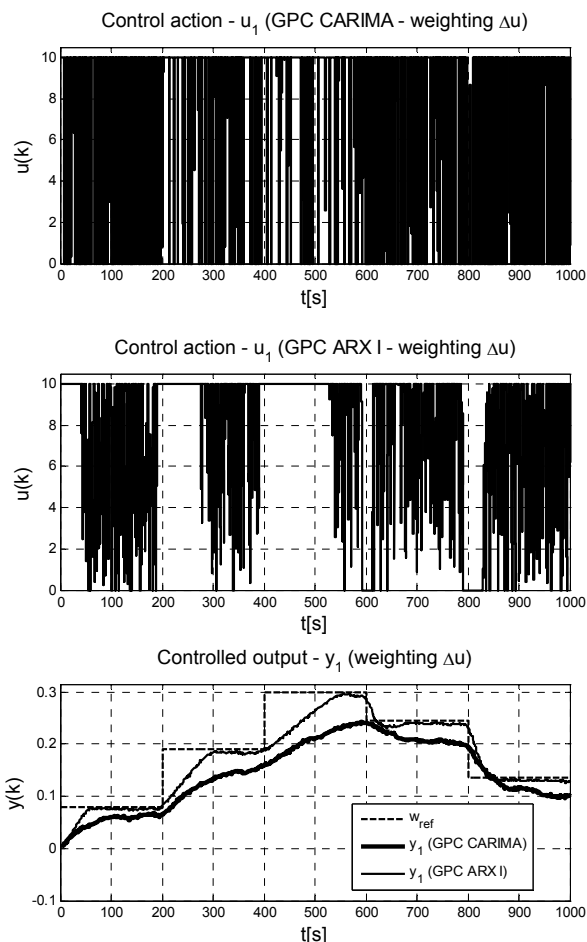 Control action - u₁ (GPC CARIMA - weighting Δu)
10
8
6
4
2
0
u(k)
0 100 200 300 400 500 600 700 800 900 1000
t[s]
Control action - u₁ (GPC ARX I - weighting Δu)
10
8
6
4
2
0
u(k)
0 100 200 300 400 500 600 700 800 900 1000
t[s]
Controlled output - y₁ (weighting Δu)
0.3
0.2
0.1
0
-0.1
y(k)
w_ref
y₁ (GPC CARIMA)
y₁ (GPC ARX I)
0 100 200 300 400 500 600 700 800 900 1000
t[s]